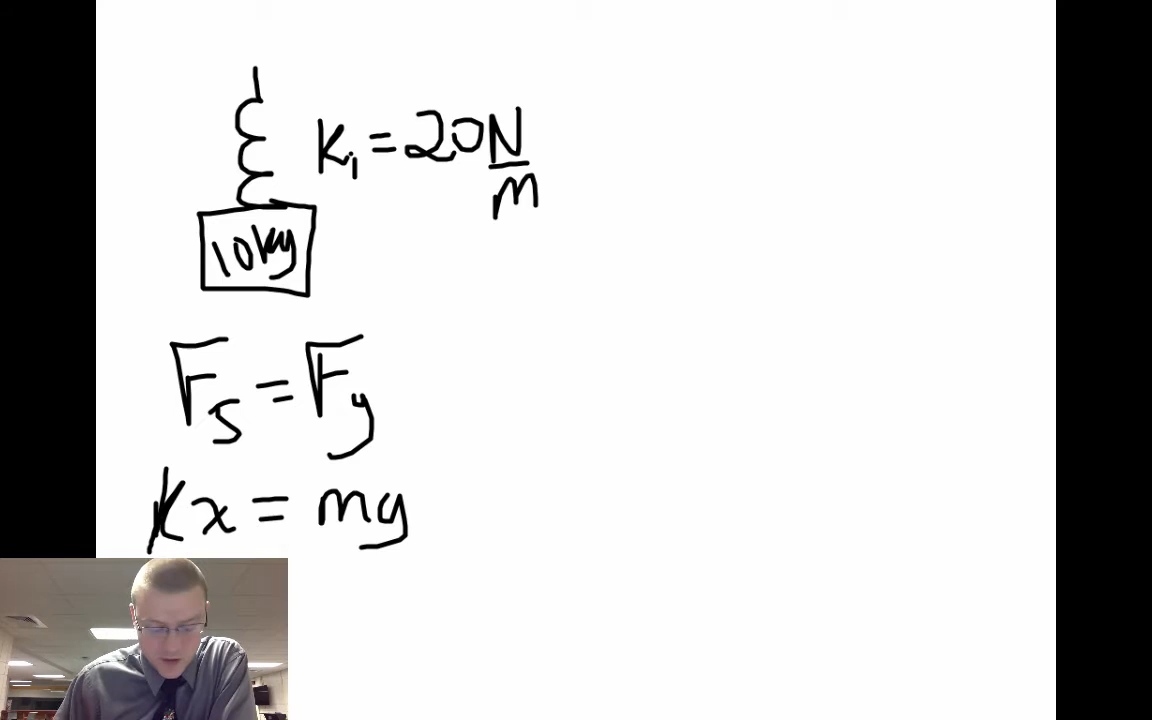 K₁ = 20 N/m
10kg
Fs = Fg
Kx = mg